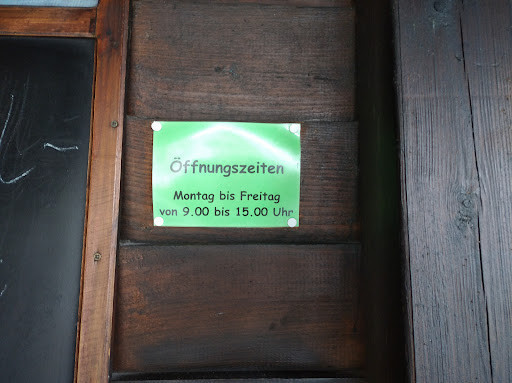 Öffnungszeiten
Montag bis Freitag
von 9.00 bis 15.00 Uhr